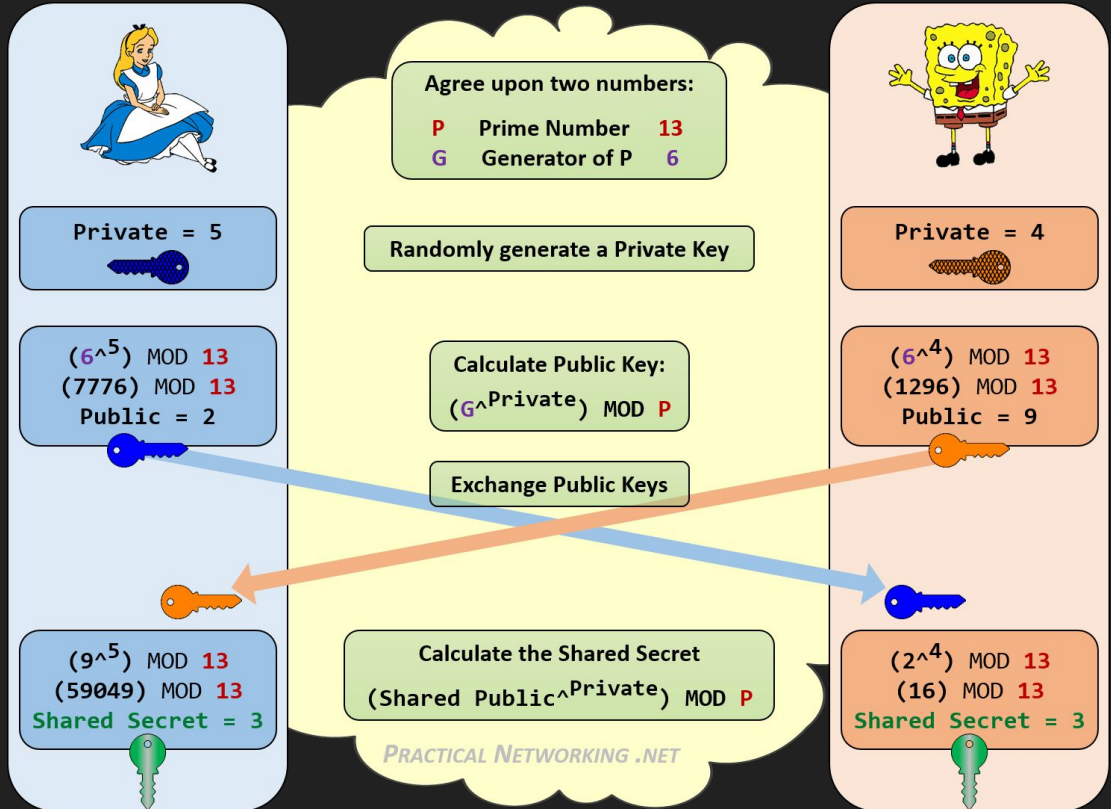 Agree upon two numbers:
P Prime Number 13
G Generator of P 6
Private = 5
Randomly generate a Private Key
Private = 4
(6^5) MOD 13
(7776) MOD 13
Public = 2
Calculate Public Key:
(G^Private) MOD P
(6^4) MOD 13
(1296) MOD 13
Public = 9
Exchange Public Keys
(9^5) MOD 13
(59049) MOD 13
Shared Secret = 3
Calculate the Shared Secret
(Shared Public^Private) MOD P
(2^4) MOD 13
(16) MOD 13
Shared Secret = 3
PRACTICAL NETWORKING .NET